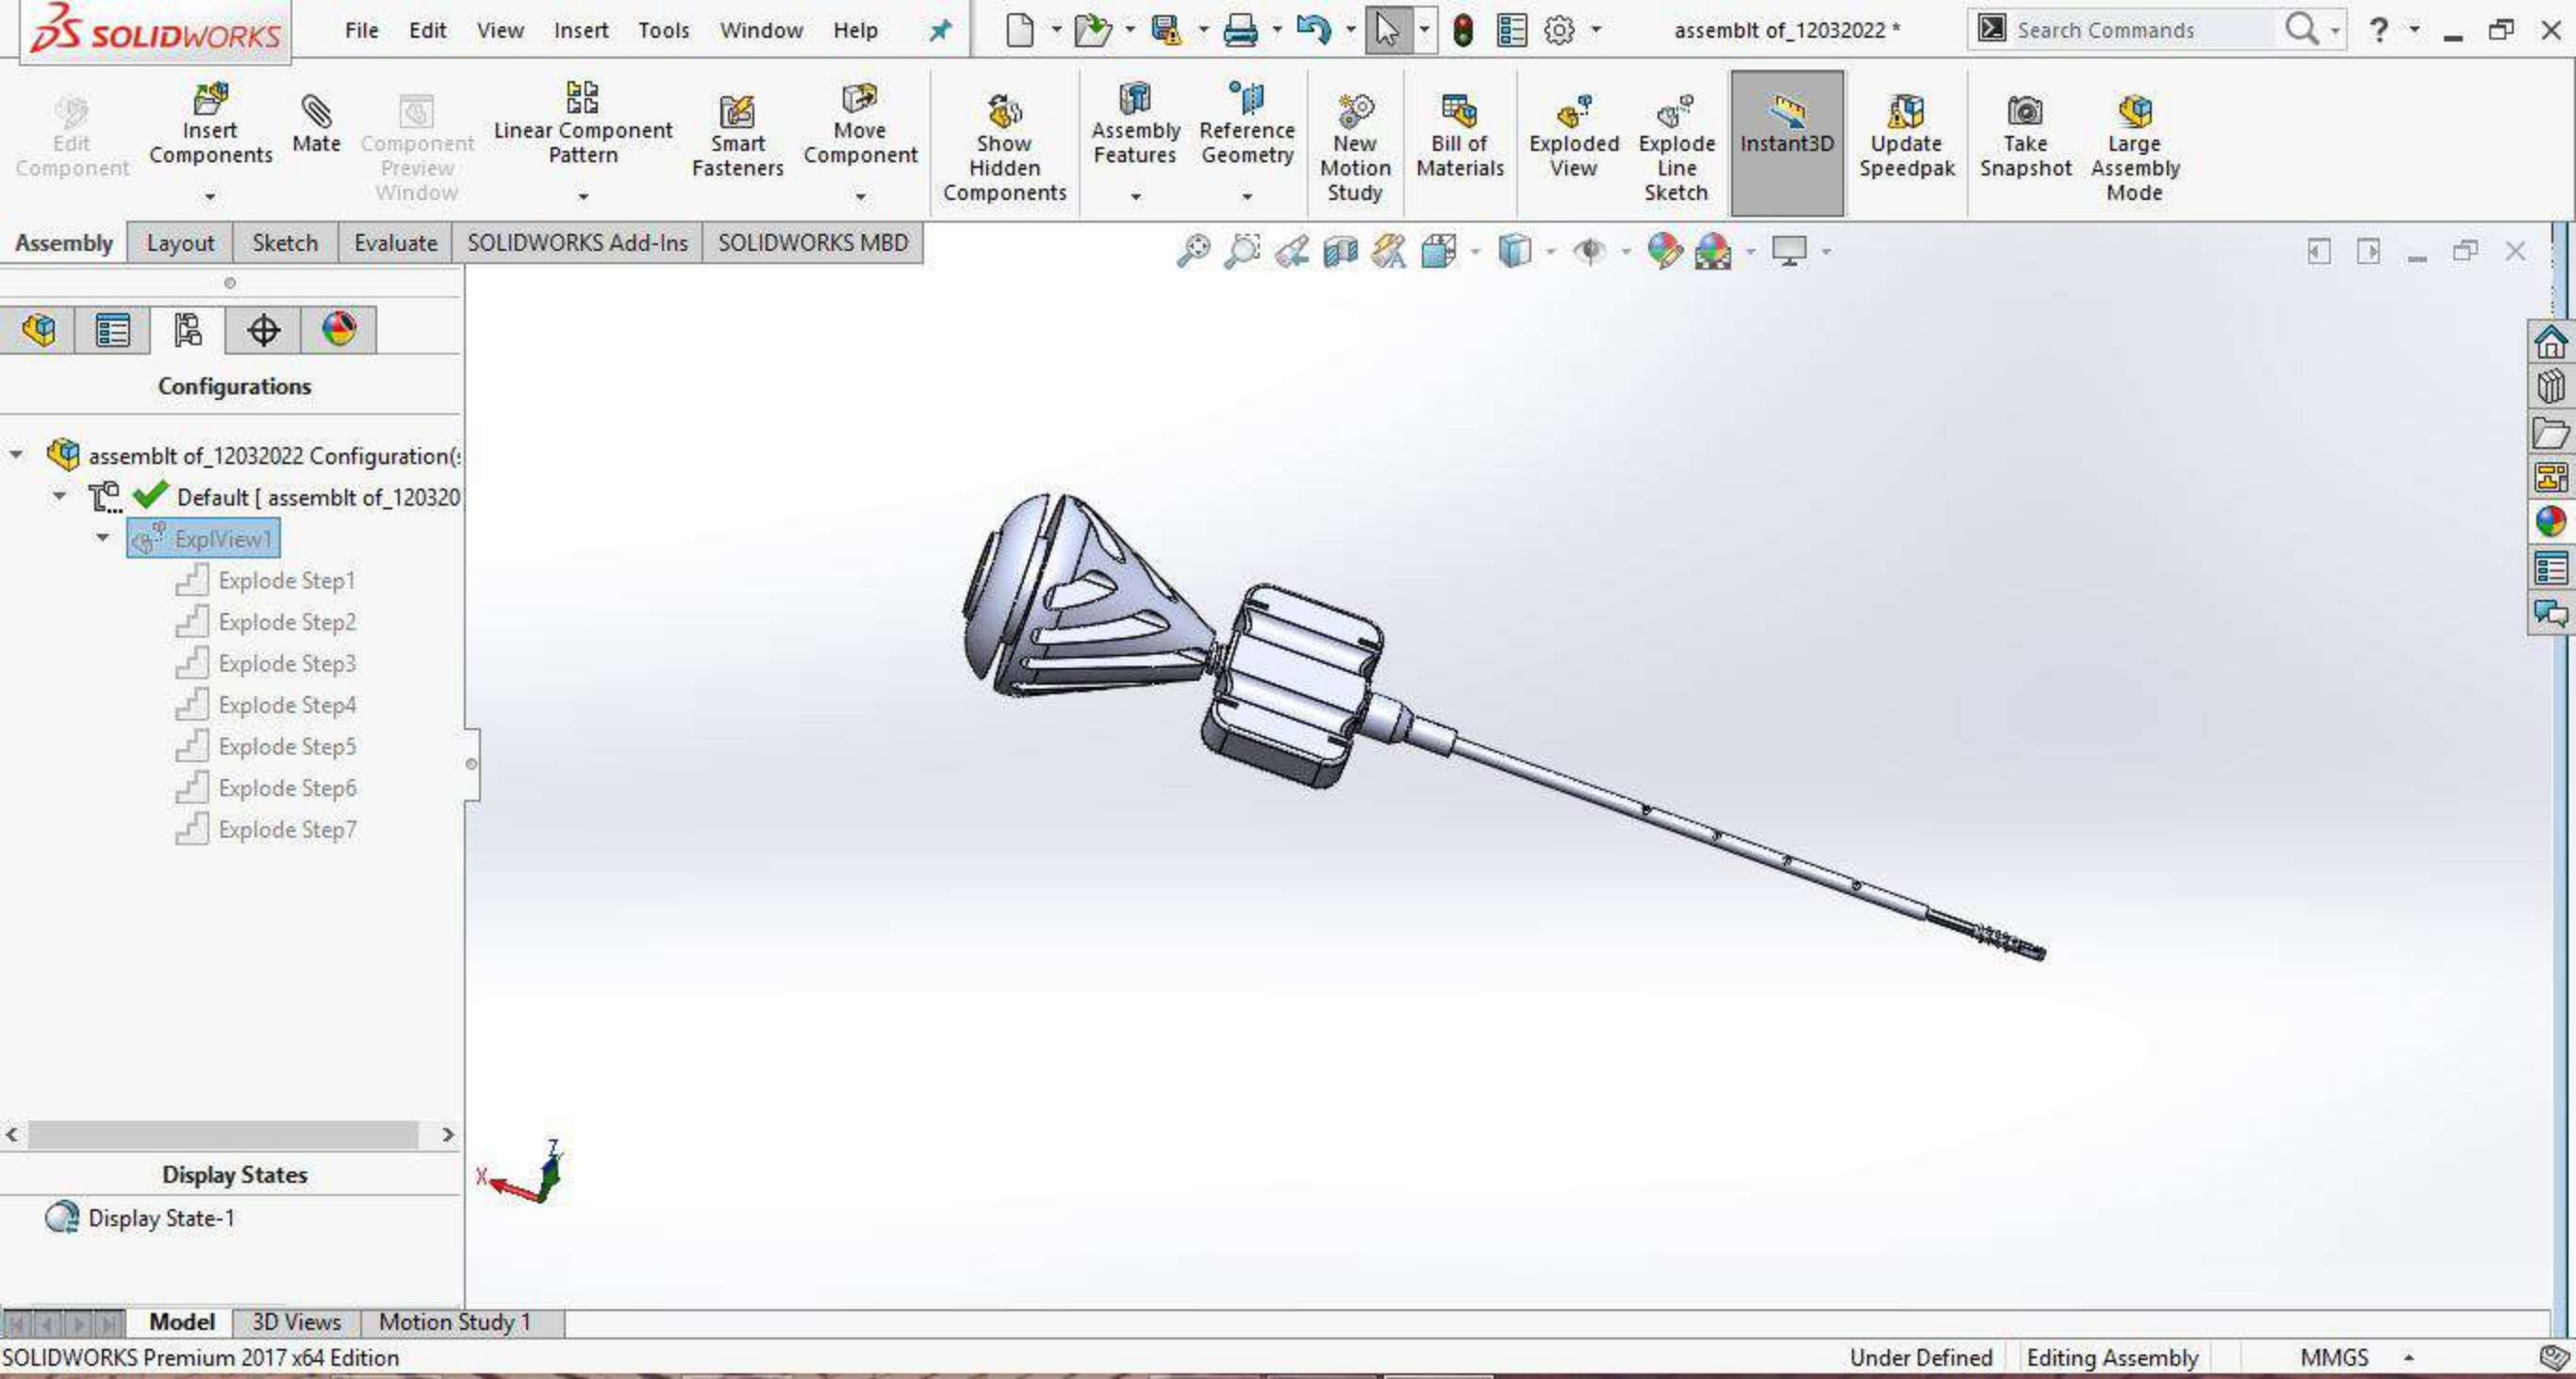 SOLIDWORKS File Edit View Insert Tools Window Help assemblt of_12032022 * Search Commands ?
Edit Component
Insert Components
Mate
Component Preview Window
Linear Component Pattern
Smart Fasteners
Move Component
Show Hidden Components
Assembly Features
Reference Geometry
New Motion Study
Bill of Materials
Exploded View
Explode Line Sketch
Instant3D
Update Speedpak
Take Snapshot
Large Assembly Mode
Assembly Layout Sketch Evaluate SOLIDWORKS Add-Ins SOLIDWORKS MBD
Configurations
assemblt of_12032022 Configuration(s
Default [ assemblt of_120320
ExplView1
Explode Step1
Explode Step2
Explode Step3
Explode Step4
Explode Step5
Explode Step6
Explode Step7
Display States
Display State-1
Z
X
Model 3D Views Motion Study 1
SOLIDWORKS Premium 2017 x64 Edition Under Defined Editing Assembly MMGS